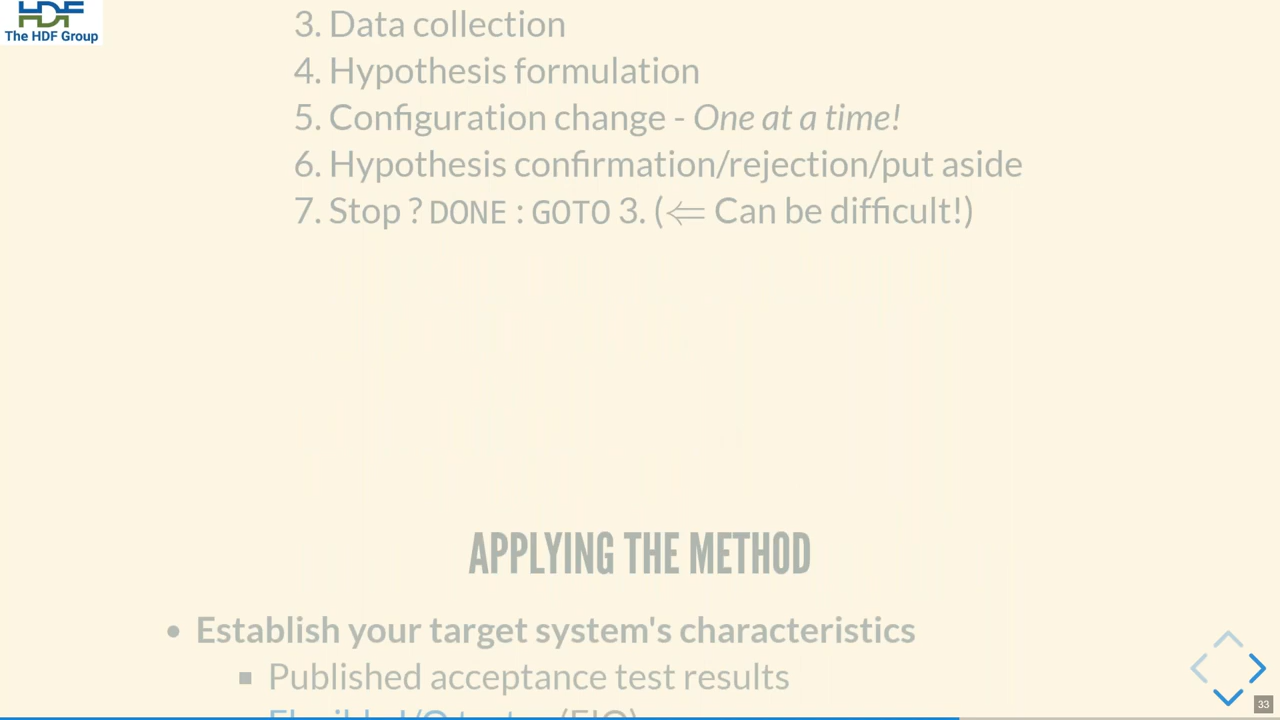 The HDF Group
3. Data collection
4. Hypothesis formulation
5. Configuration change - One at a time!
6. Hypothesis confirmation/rejection/put aside
7. Stop ? DONE : GOTO 3. (⟸ Can be difficult!)
APPLYING THE METHOD
• Establish your target system's characteristics
▪ Published acceptance test results
33